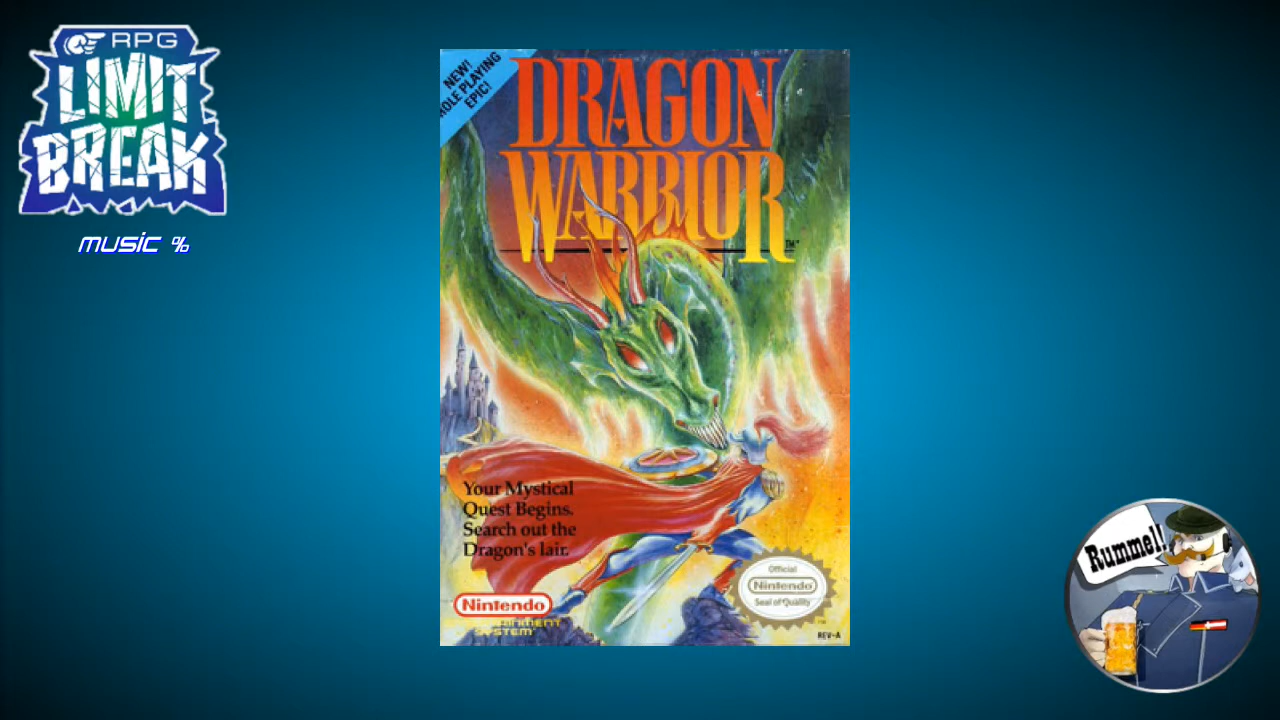 RPG
LIMIT
BREAK
MUSIC %
NEW!
ROLE PLAYING
EPIC!
DRAGON
WARRIOR
TM
Your Mystical
Quest Begins.
Search out the
Dragon's lair.
Nintendo
ENTERTAINMENT
SYSTEM
Official
Nintendo
Seal of Quality
REV-A
Rummel!